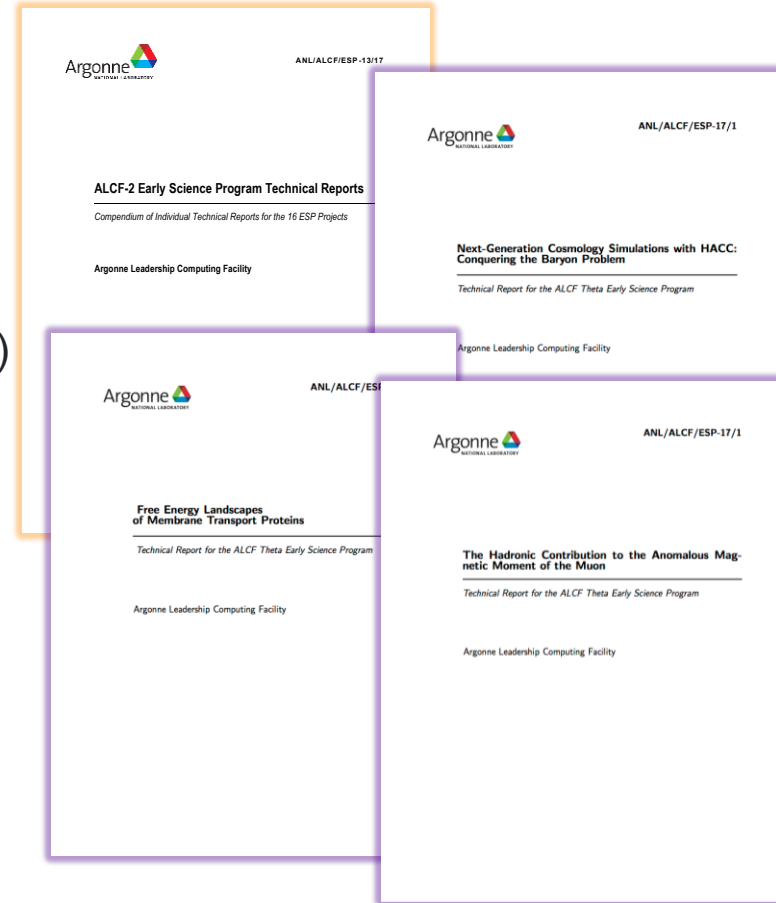 Argonne
NATIONAL LABORATORY
ANL/ALCF/ESP-13/17
ALCF-2 Early Science Program Technical Reports
Compendium of Individual Technical Reports for the 16 ESP Projects
Argonne Leadership Computing Facility
Argonne
NATIONAL LABORATORY
ANL/ALCF/ESP-17/1
Next-Generation Cosmology Simulations with HACC:
Conquering the Baryon Problem
Technical Report for the ALCF Theta Early Science Program
Argonne Leadership Computing Facility
)
Argonne
NATIONAL LABORATORY
ANL/ALCF/ESP
Free Energy Landscapes
of Membrane Transport Proteins
Technical Report for the ALCF Theta Early Science Program
Argonne Leadership Computing Facility
Argonne
NATIONAL LABORATORY
ANL/ALCF/ESP-17/1
The Hadronic Contribution to the Anomalous Mag-
netic Moment of the Muon
Technical Report for the ALCF Theta Early Science Program
Argonne Leadership Computing Facility